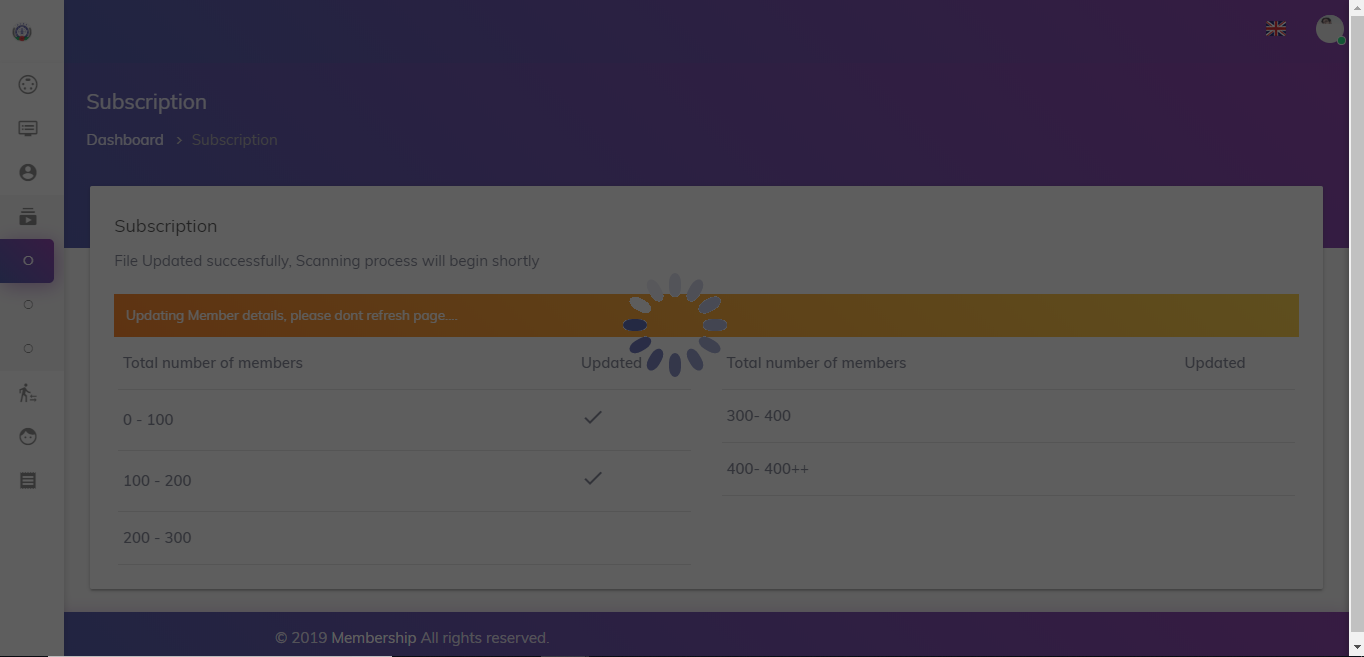 Subscription
Dashboard > Subscription
Subscription
File Updated successfully, Scanning process will begin shortly
Updating Member details, please dont refresh page....
Total number of members Updated Total number of members Updated
0 - 100
300- 400
100 - 200
400- 400++
200 - 300
© 2019 Membership All rights reserved.